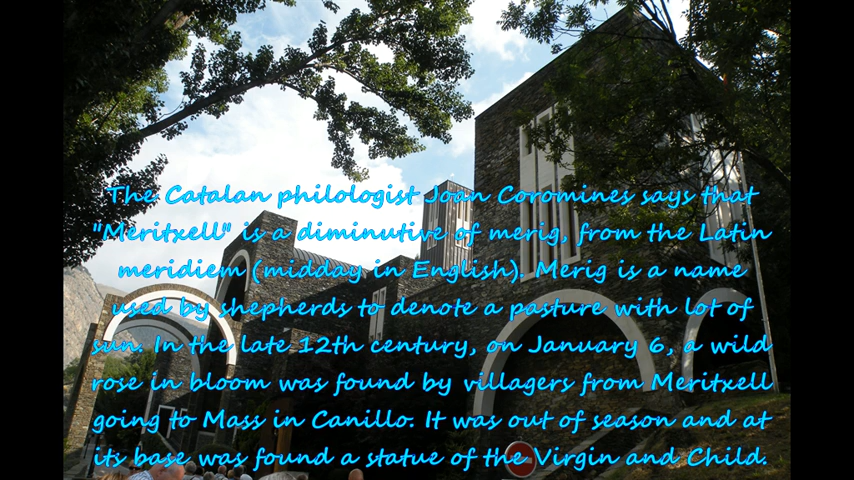 The Catalan philologist Joan Coromines says that
"Meritxell" is a diminutive of merig, from the Latin
meridiem (midday in English). Merig is a name
used by shepherds to denote a pasture with lot of
sun. In the late 12th century, on January 6, a wild
rose in bloom was found by villagers from Meritxell
going to Mass in Canillo. It was out of season and at
its base was found a statue of the Virgin and Child.